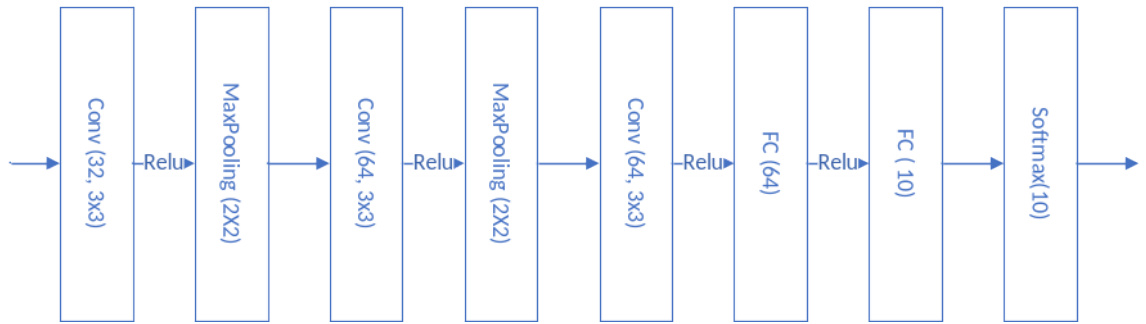 Conv (32, 3x3)
Relu
MaxPooling (2X2)
Conv (64, 3x3)
Relu
MaxPooling (2X2)
Conv (64, 3x3)
Relu
FC (64)
Relu
FC ( 10)
Softmax(10)